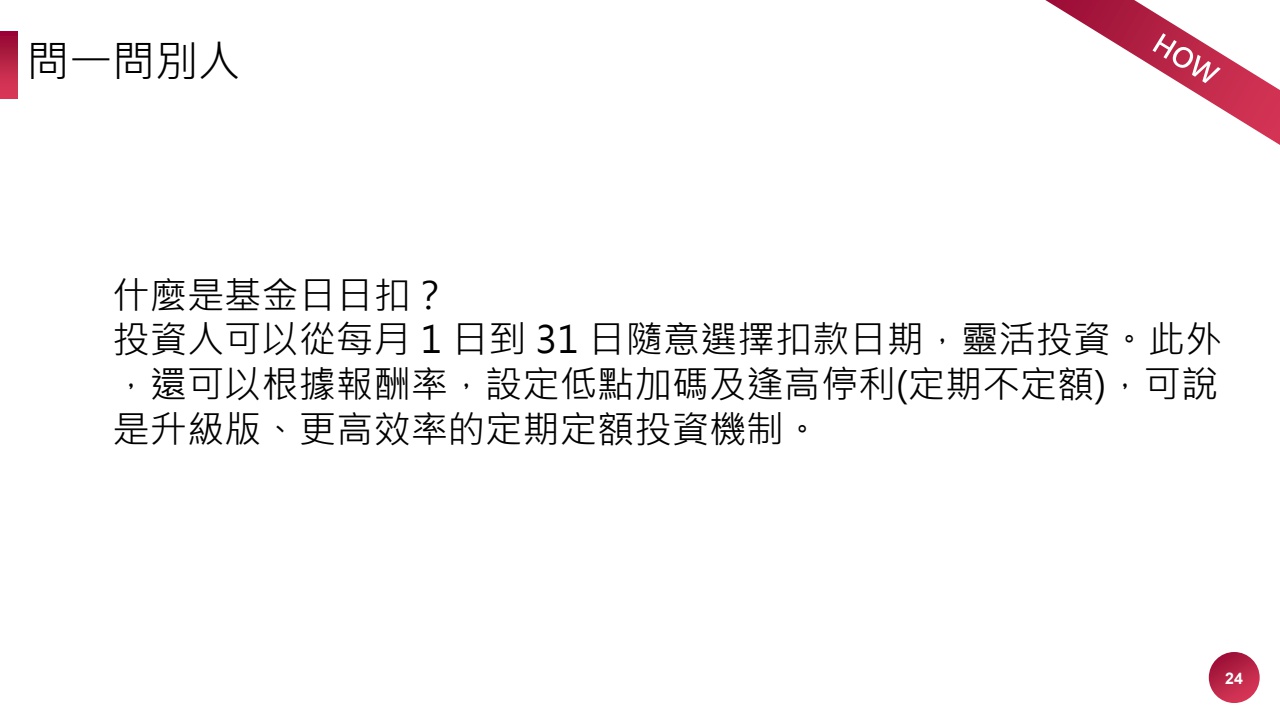 問一問別人
HOW
什麼是基金日日扣？
投資人可以從每月 1 日到 31 日隨意選擇扣款日期，靈活投資。此外
，還可以根據報酬率，設定低點加碼及逢高停利(定期不定額)，可說
是升級版、更高效率的定期定額投資機制。
24